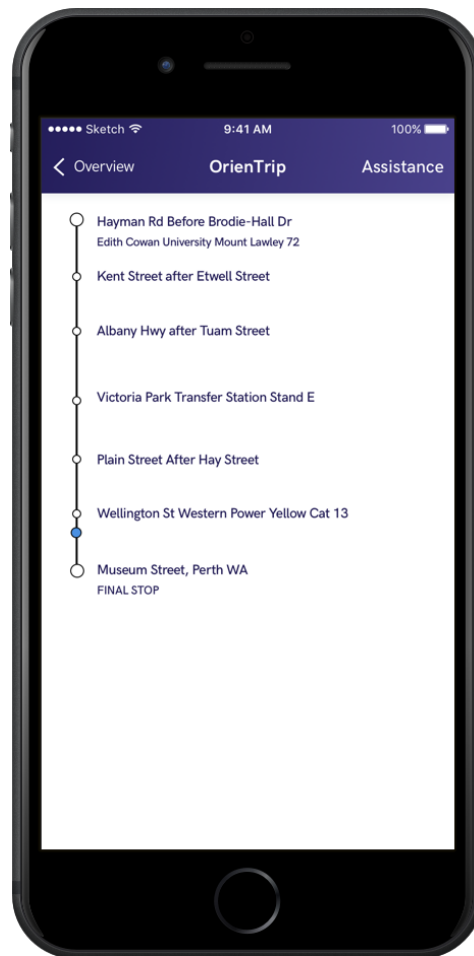 Sketch
9:41 AM
100%
Overview
OrienTrip
Assistance
Hayman Rd Before Brodie-Hall Dr
Edith Cowan University Mount Lawley 72
Kent Street after Etwell Street
Albany Hwy after Tuam Street
Victoria Park Transfer Station Stand E
Plain Street After Hay Street
Wellington St Western Power Yellow Cat 13
Museum Street, Perth WA
FINAL STOP